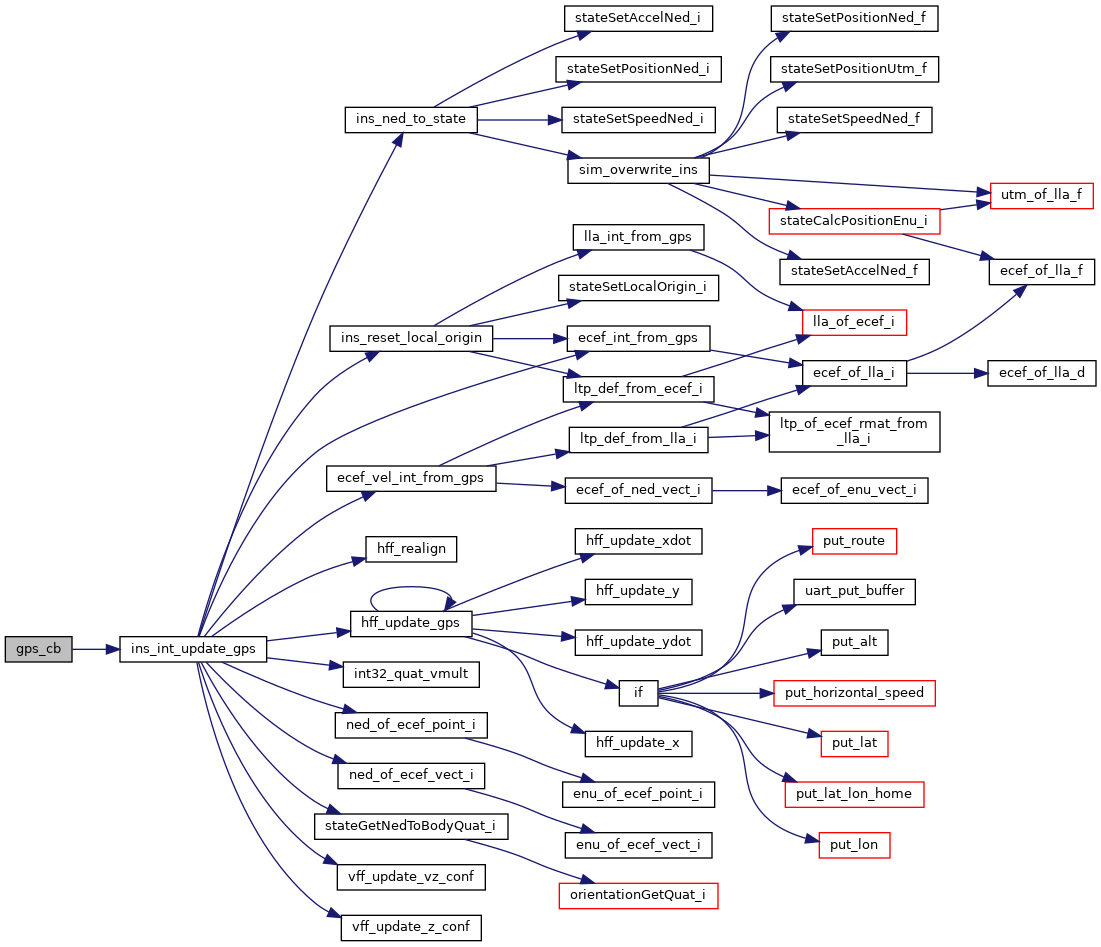 gps_cb
ins_int_update_gps
ins_ned_to_state
ins_reset_local_origin
ecef_vel_int_from_gps
hff_realign
hff_update_gps
int32_quat_vmult
ned_of_ecef_point_i
ned_of_ecef_vect_i
stateGetNedToBodyQuat_i
vff_update_vz_conf
vff_update_z_conf
stateSetAccelNed_i
stateSetPositionNed_i
stateSetSpeedNed_i
sim_overwrite_ins
lla_int_from_gps
stateSetLocalOrigin_i
ecef_int_from_gps
ltp_def_from_ecef_i
ltp_def_from_lla_i
ecef_of_ned_vect_i
hff_update_xdot
hff_update_y
hff_update_ydot
if
hff_update_x
enu_of_ecef_point_i
enu_of_ecef_vect_i
orientationGetQuat_i
stateSetPositionNed_f
stateSetPositionUtm_f
stateSetSpeedNed_f
stateCalcPositionEnu_i
stateSetAccelNed_f
lla_of_ecef_i
ecef_of_lla_i
ltp_of_ecef_rmat_from
_lla_i
ecef_of_enu_vect_i
put_route
uart_put_buffer
put_alt
put_horizontal_speed
put_lat
put_lat_lon_home
put_lon
utm_of_lla_f
ecef_of_lla_f
ecef_of_lla_d